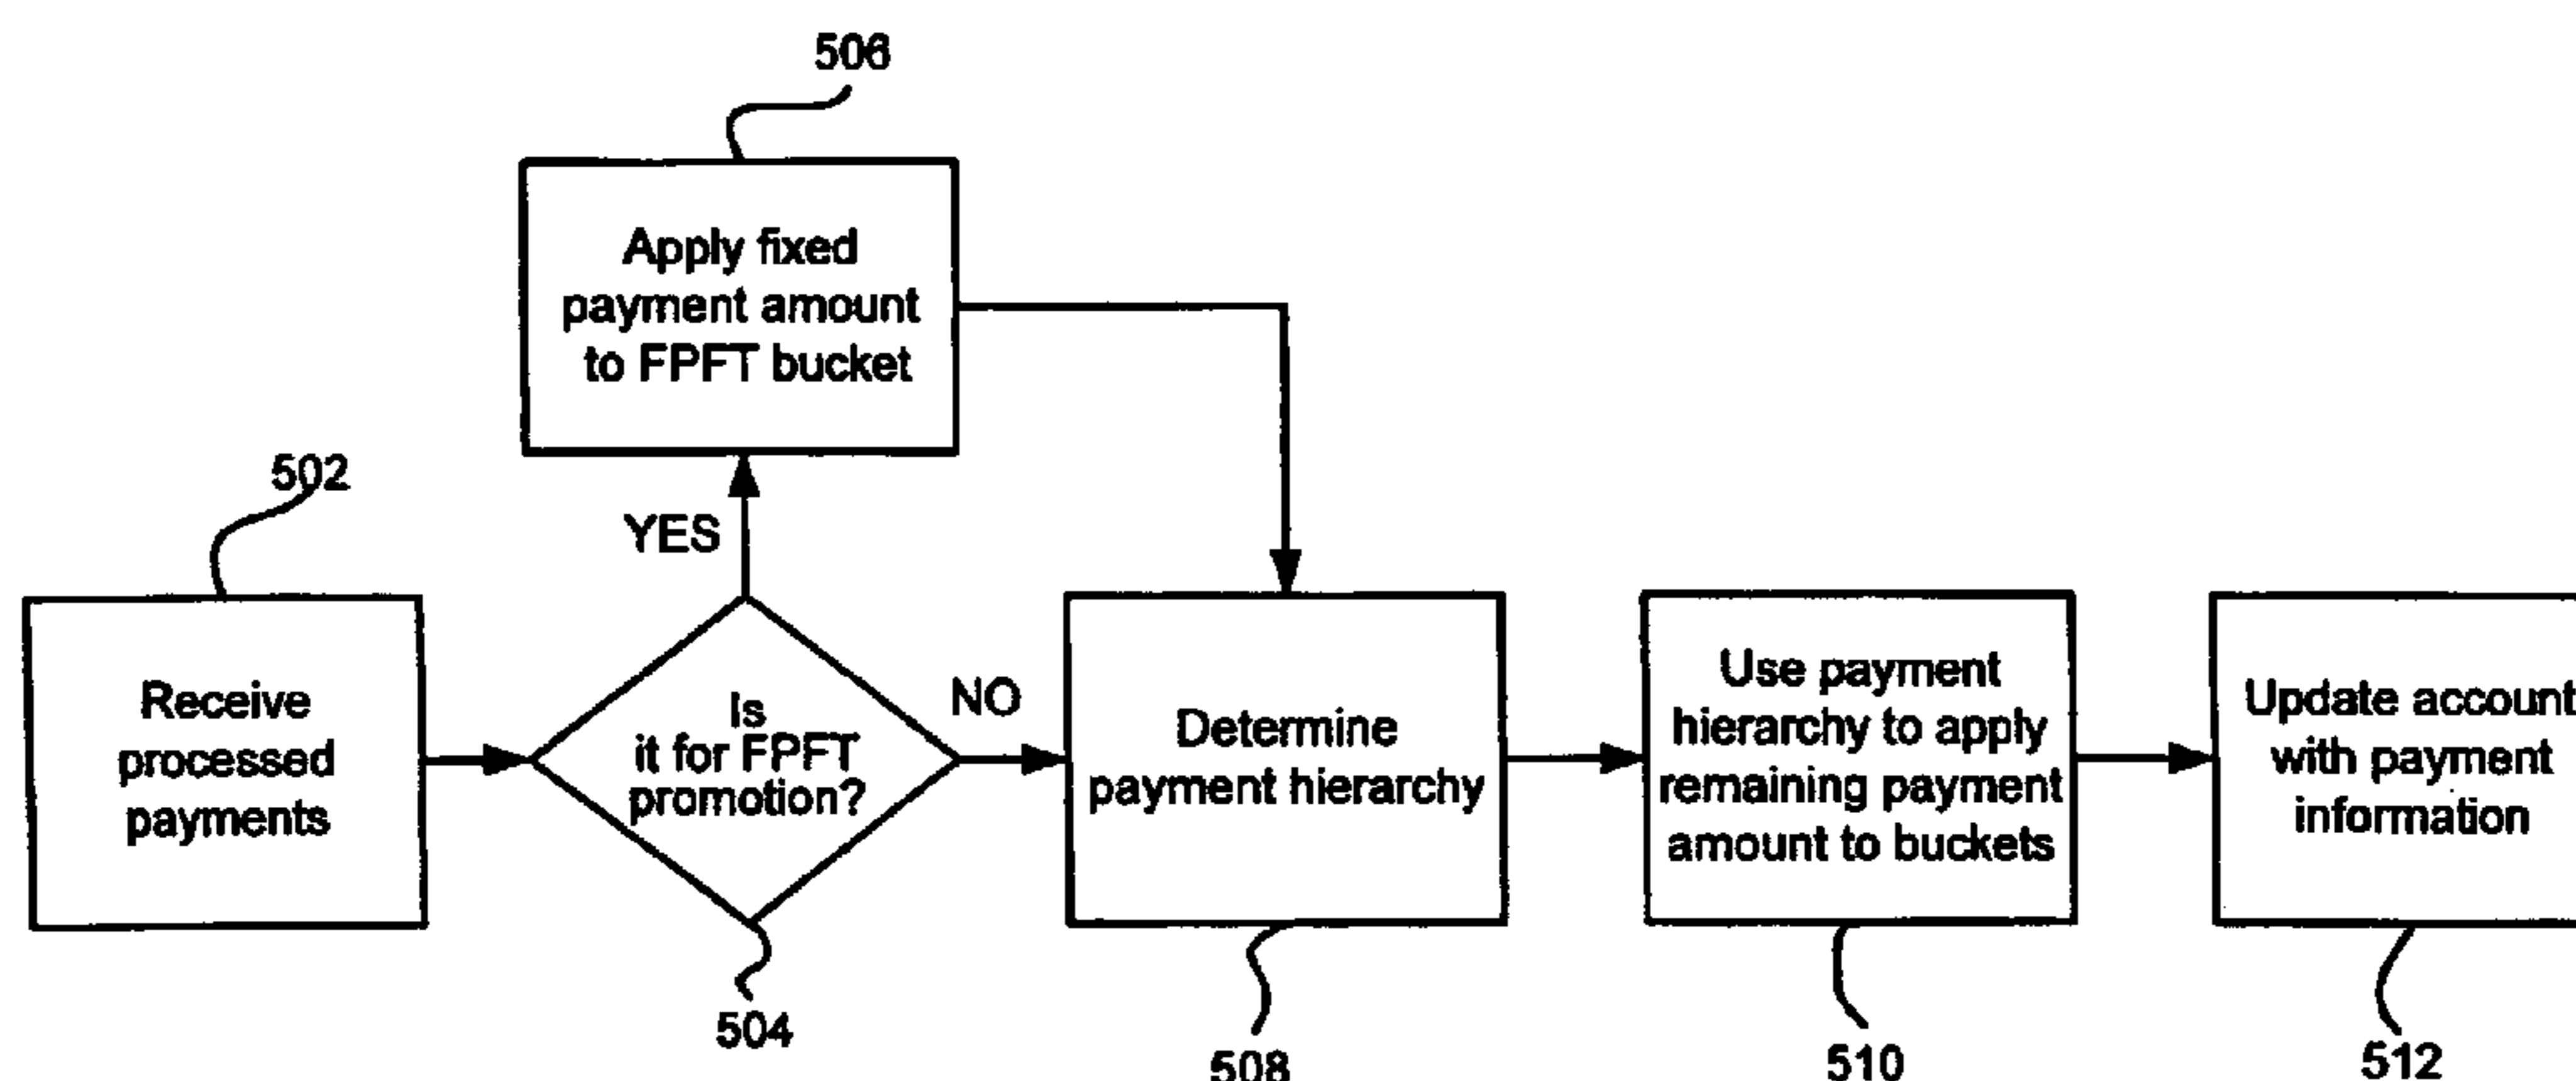 506
Apply fixed
payment amount
to FPFT bucket
502
YES
Receive
processed
payments
Is
it for FPFT
promotion?
NO
Determine
payment hierarchy
Use payment
hierarchy to apply
remaining payment
amount to buckets
Update account
with payment
information
504
508
510
512